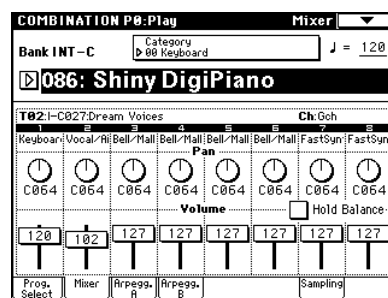 COMBINATION P0:Play Mixer
Bank INT-C Category ♩ = 120
00 Keyboard
086: Shiny DigiPiano
T02:I-C027:Dream Voices Ch:Gch
1 2 3 4 5 6 7 8
Keyboar Vocal/Ai Bell/Mall Bell/Mall Bell/Mall Bell/Mall FastSyn FastSyn
Pan
C064 C064 C064 C064 C064 C064 C064 C064
Volume Hold Balance
120 102 127 127 127 127 127 127
Prog. Select Mixer Arpegg. A Arpegg. B Sampling